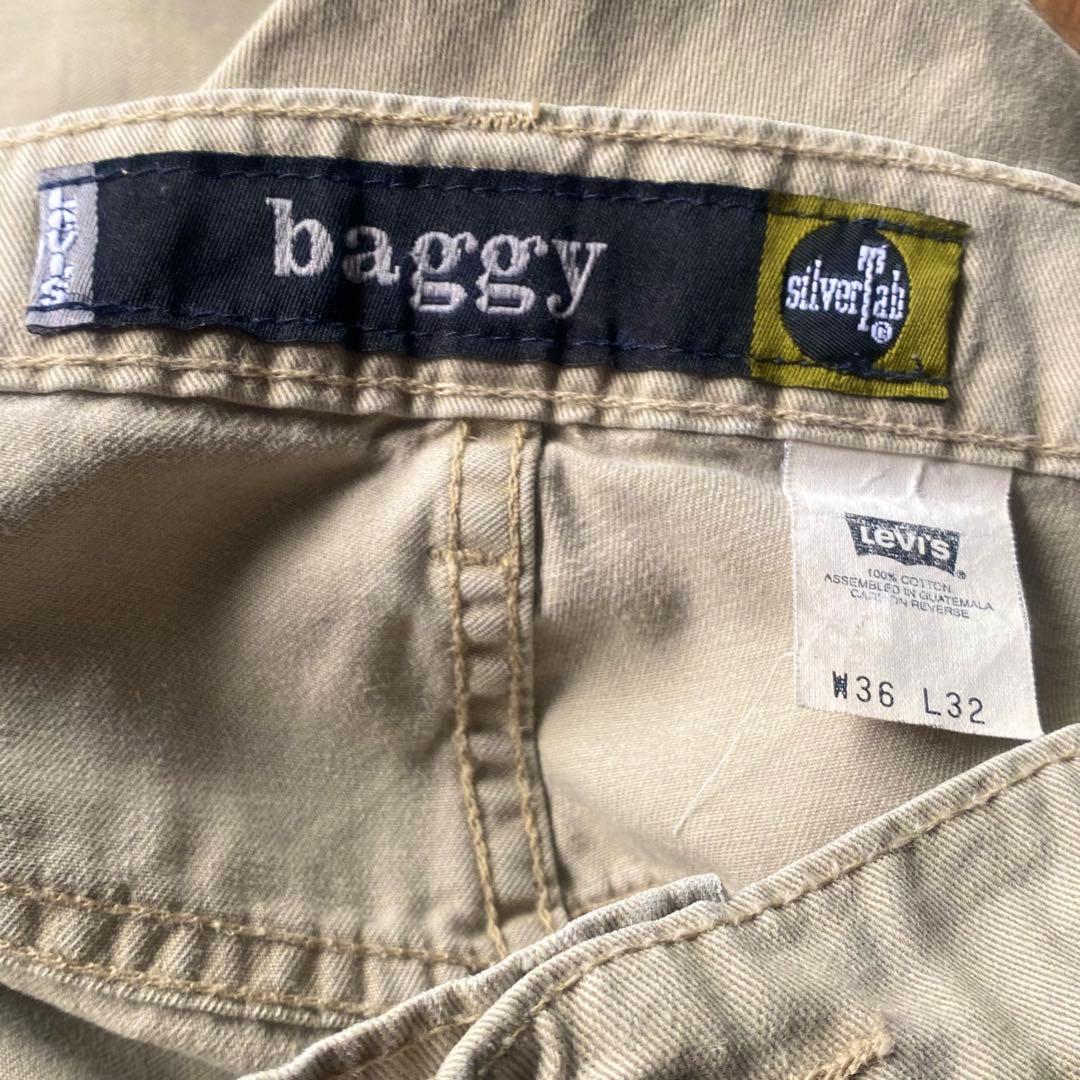 Levi's
baggy
silverTab®
LEVI'S®
100% COTTON
ASSEMBLED IN GUATEMALA
CARE ON REVERSE
W36 L32